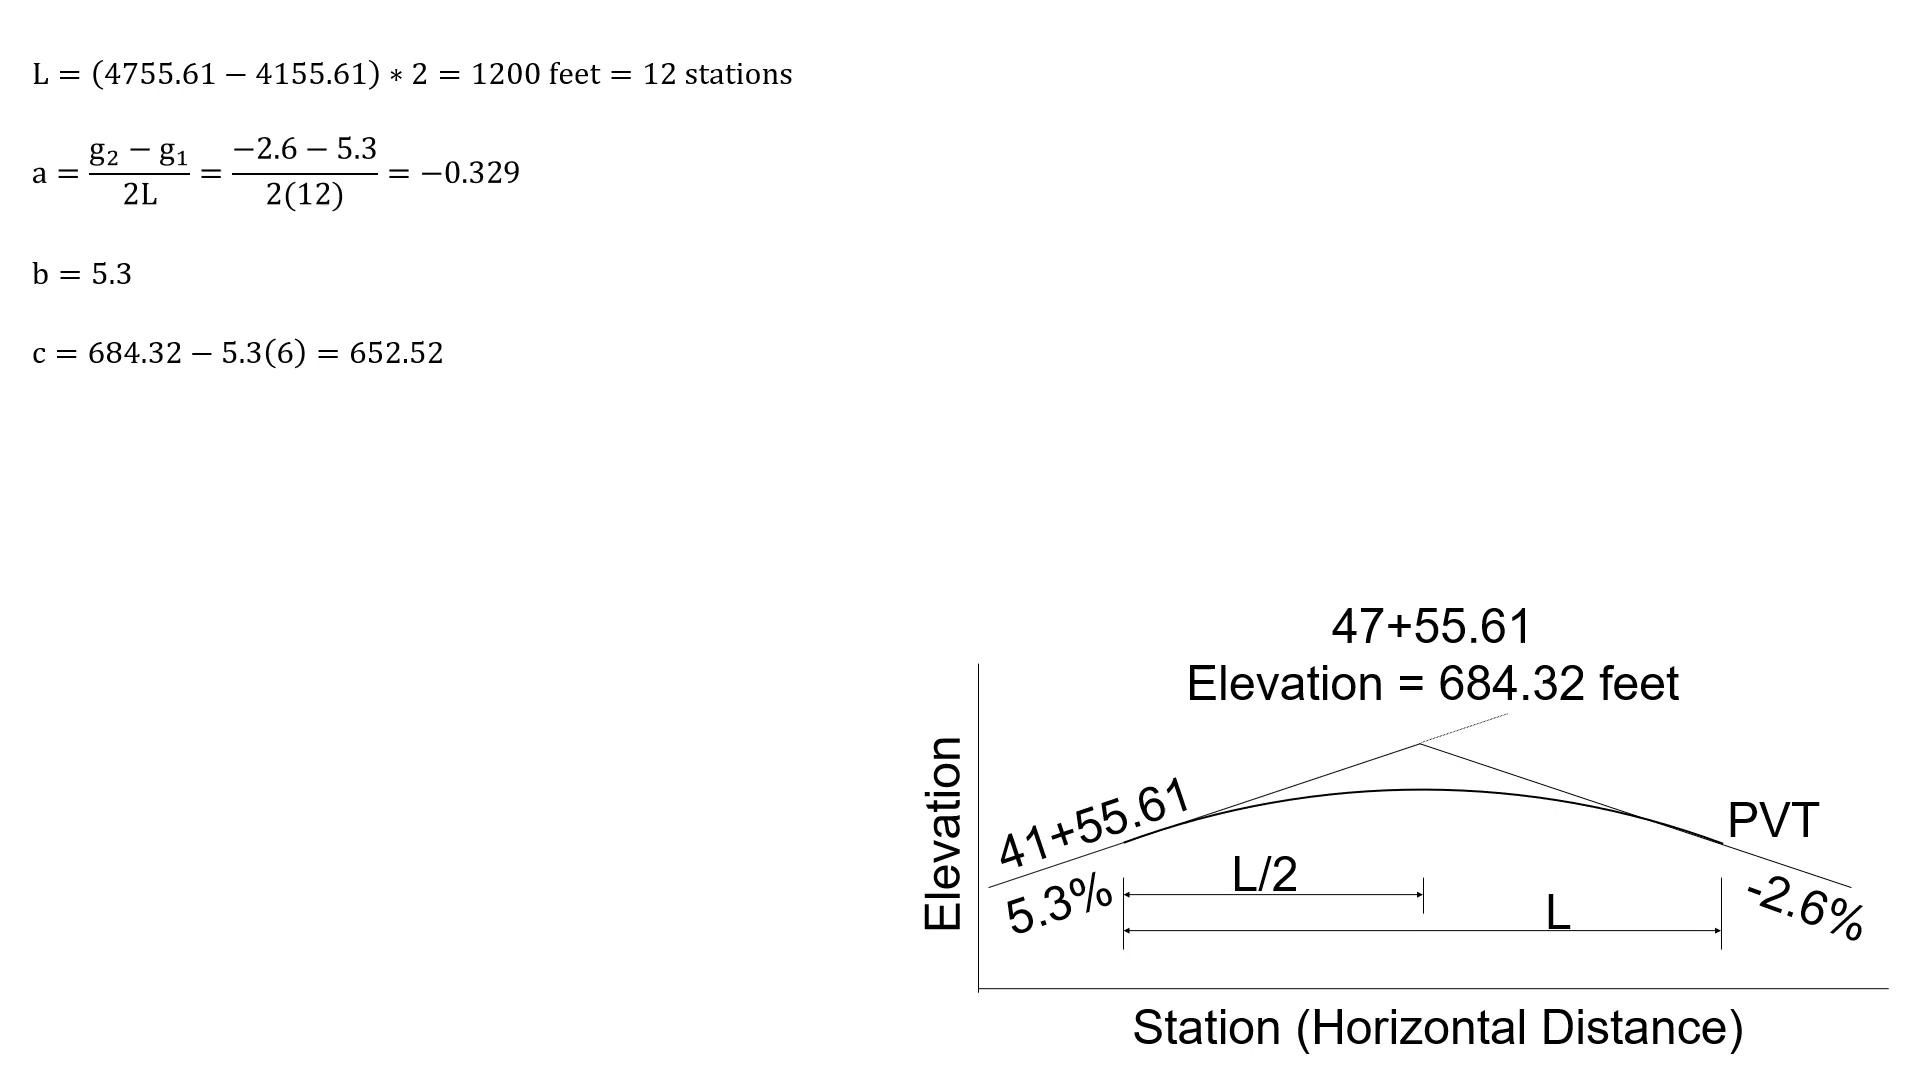 L = (4755.61 − 4155.61) ∗ 2 = 1200 feet = 12 stations
a = g₂ − g₁ / 2L = −2.6 − 5.3 / 2(12) = −0.329
b = 5.3
c = 684.32 − 5.3(6) = 652.52
47+55.61
Elevation = 684.32 feet
Elevation
41+55.61
5.3%
L/2
L
PVT
-2.6%
Station (Horizontal Distance)